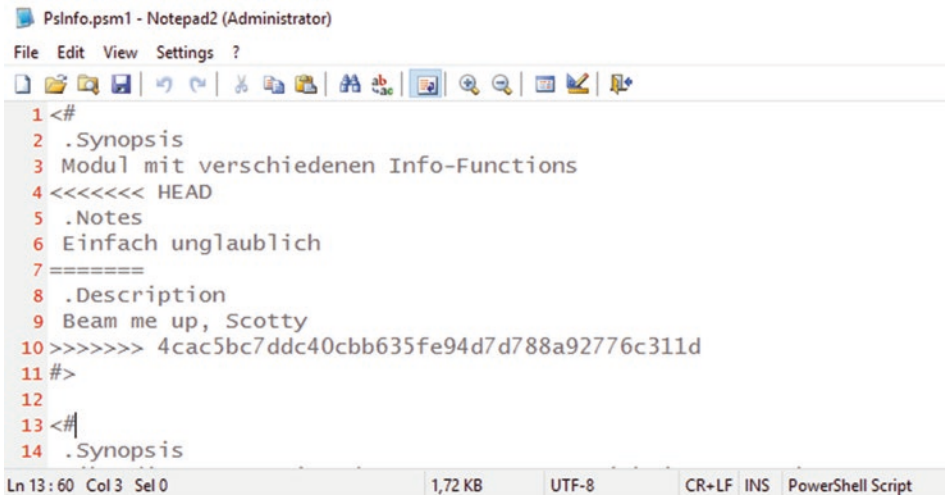 PsInfo.psm1 - Notepad2 (Administrator)
File Edit View Settings ?
1 <#
2 .Synopsis
3 Modul mit verschiedenen Info-Functions
4 <<<<<<< HEAD
5 .Notes
6 Einfach unglaublich
7 =======
8 .Description
9 Beam me up, Scotty
10 >>>>>>> 4cac5bc7ddc40cbb635fe94d7d788a92776c311d
11 #>
12
13 <#
14 .Synopsis
Ln 13 : 60 Col 3 Sel 0 1,72 KB UTF-8 CR+LF INS PowerShell Script